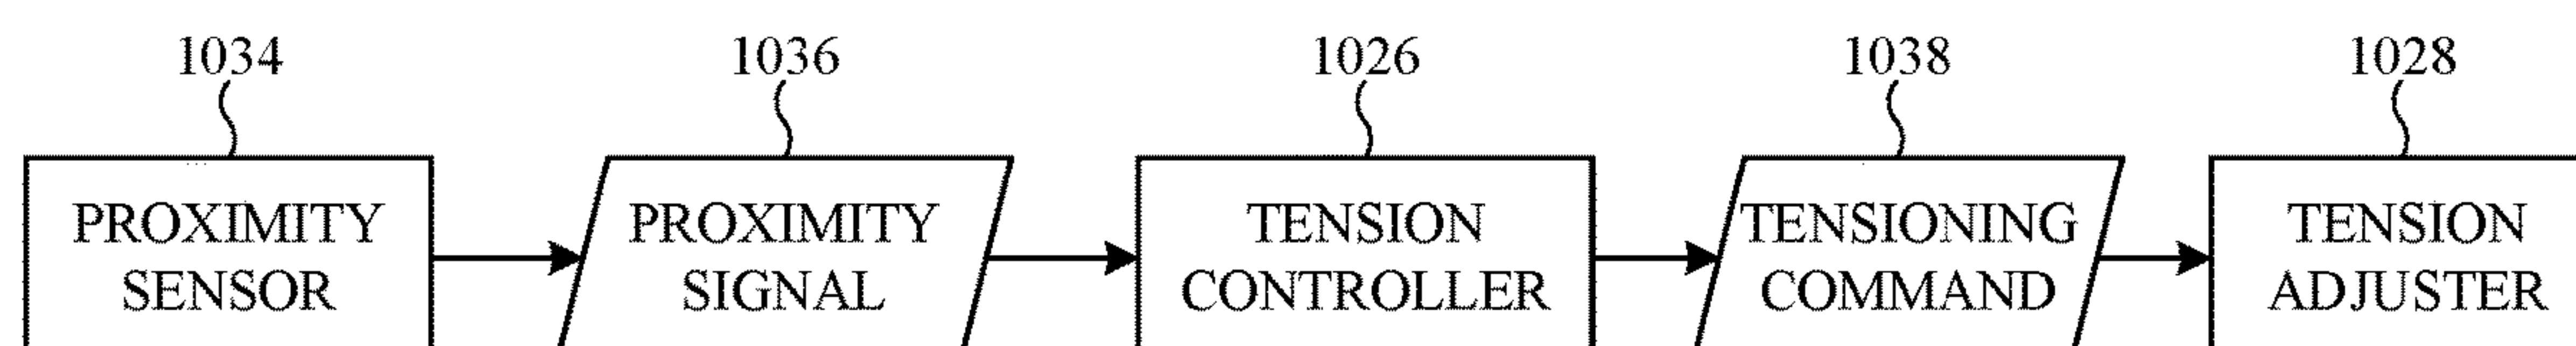 1034 1036 1026 1038 1028
PROXIMITY PROXIMITY TENSION TENSIONING TENSION
SENSOR SIGNAL CONTROLLER COMMAND ADJUSTER